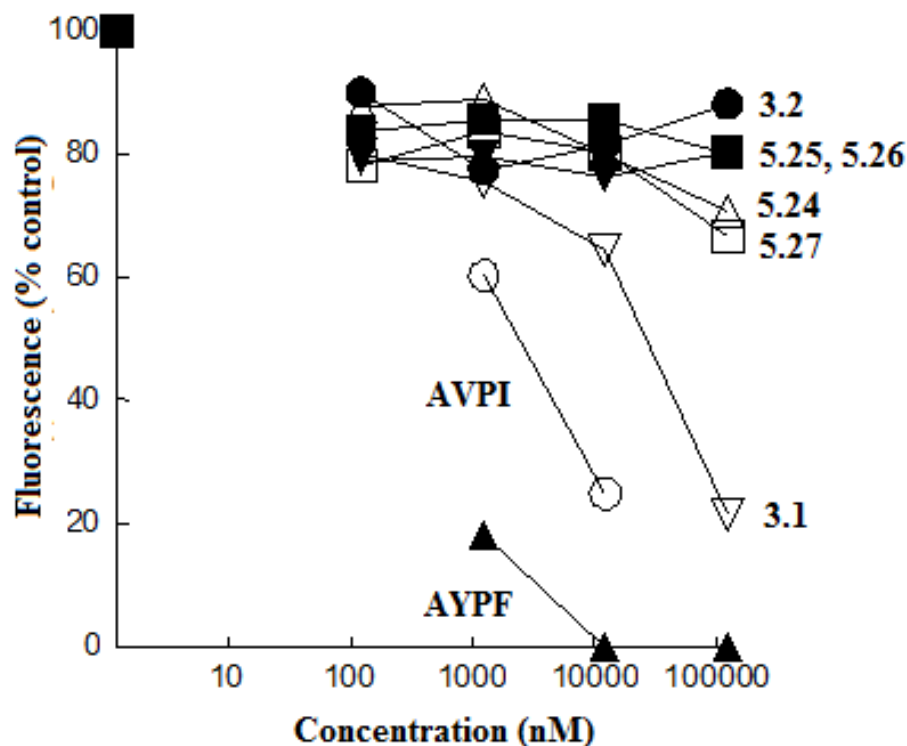 100
80
60
40
20
0
Fluorescence (% control)
3.2
5.25, 5.26
5.24
5.27
AVPI
3.1
AYPF
10 100 1000 10000 100000
Concentration (nM)